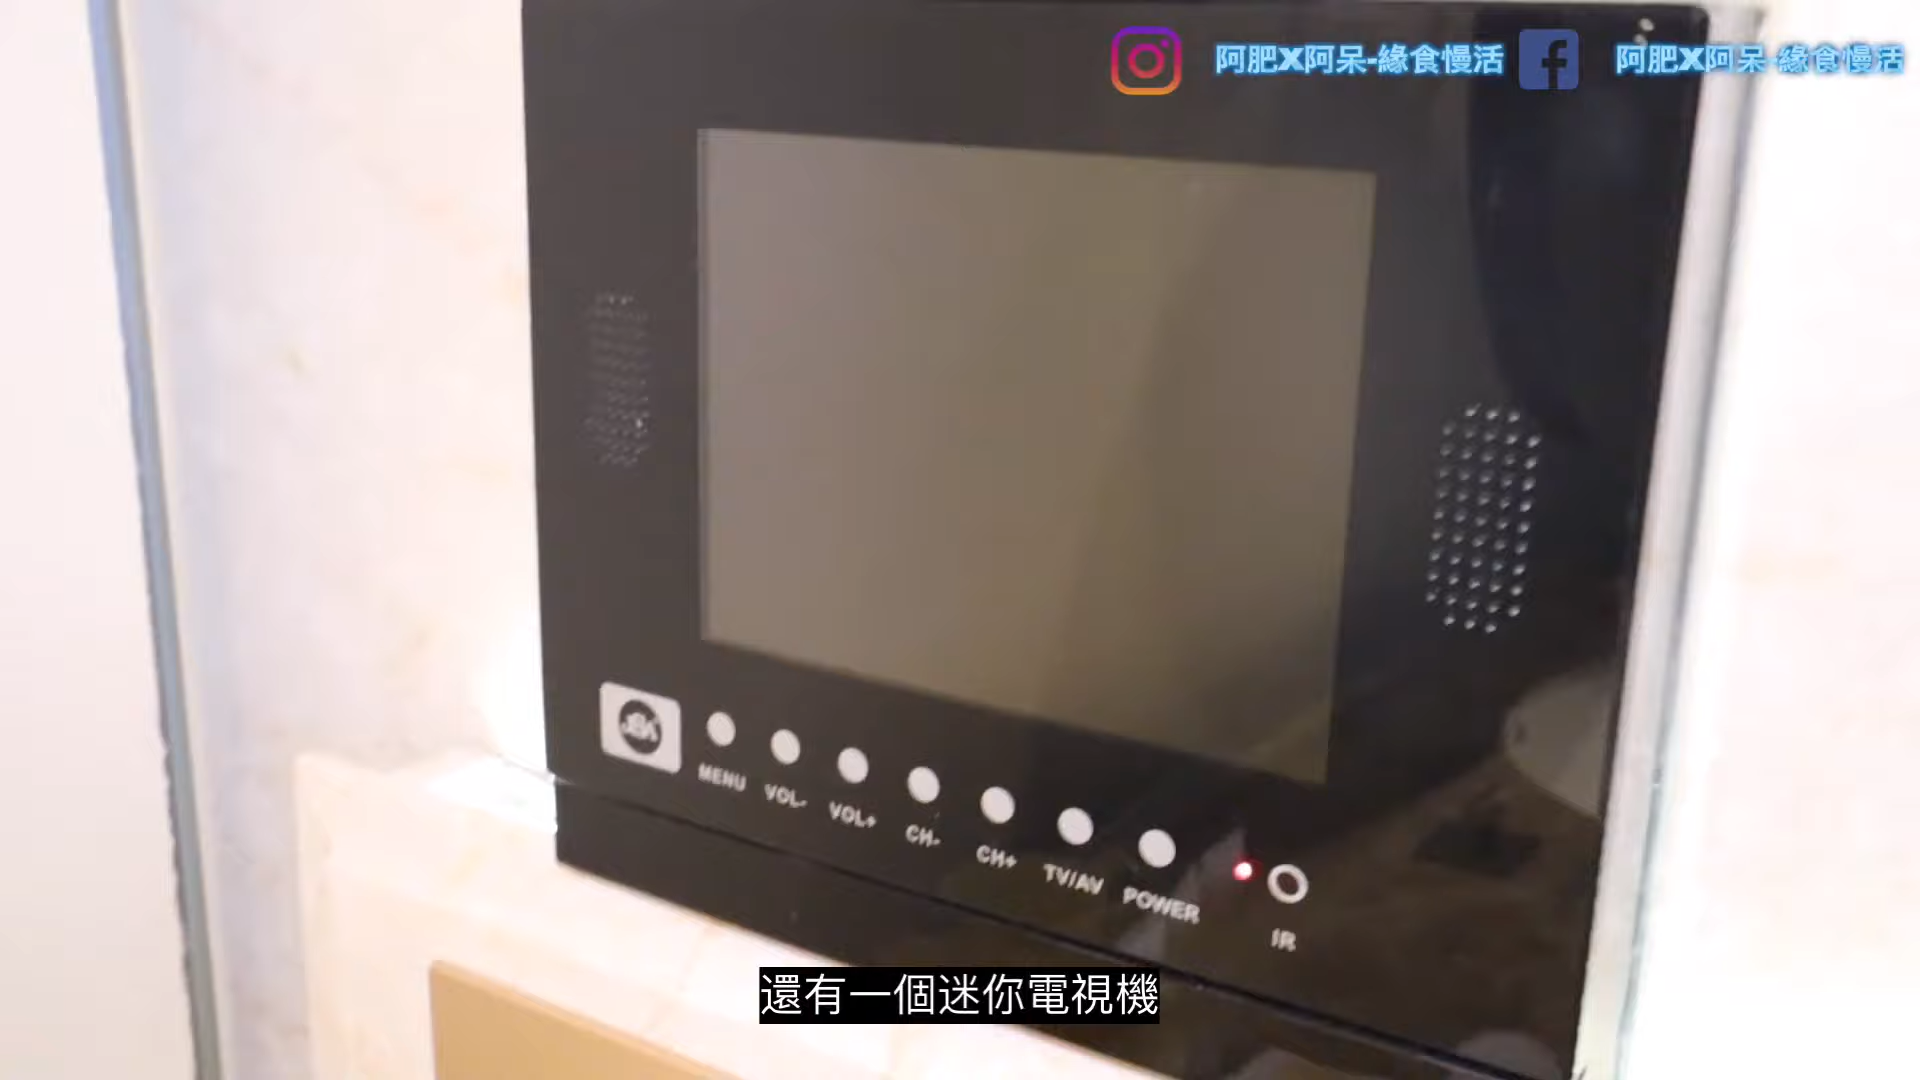 阿肥X阿呆-緣食慢活
阿肥X阿呆-緣食慢活
MENU
VOL-
VOL+
CH-
CH+
TV/AV
POWER
IR
還有一個迷你電視機